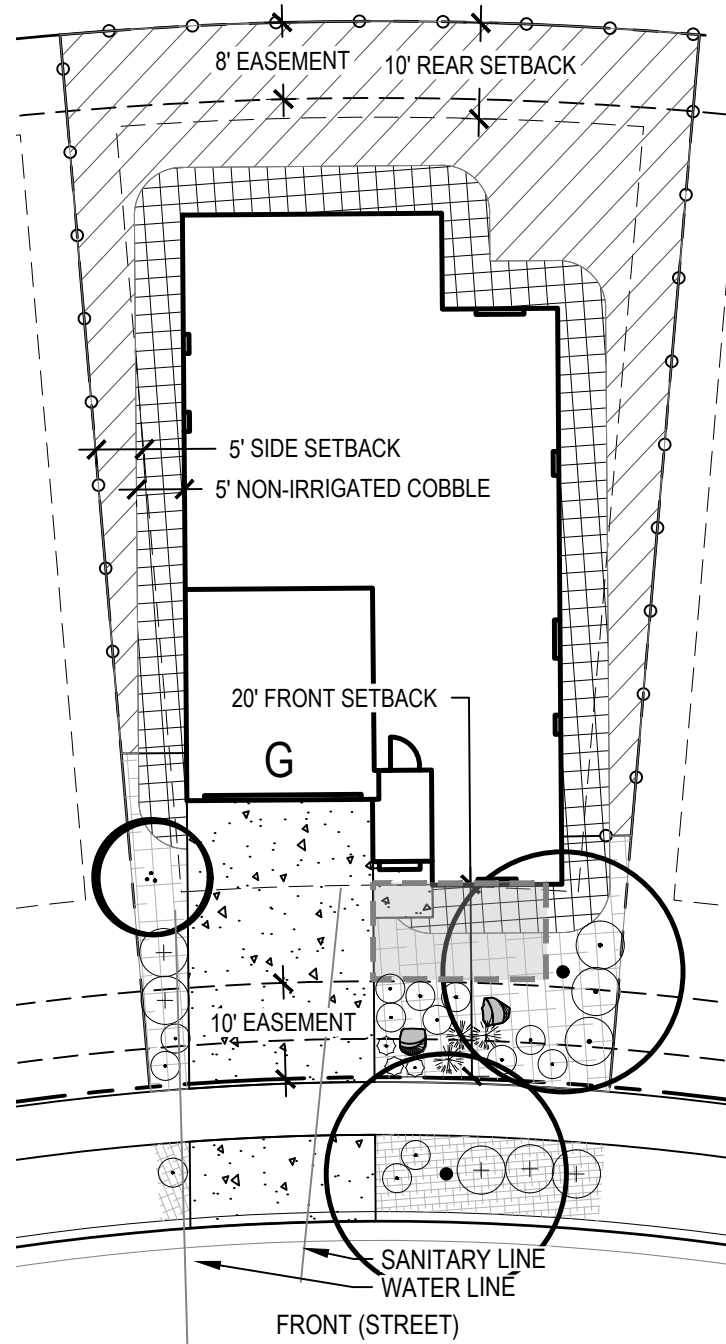 8' EASEMENT
10' REAR SETBACK
5' SIDE SETBACK
5' NON-IRRIGATED COBBLE
20' FRONT SETBACK
G
10' EASEMENT
SANITARY LINE
WATER LINE
FRONT (STREET)